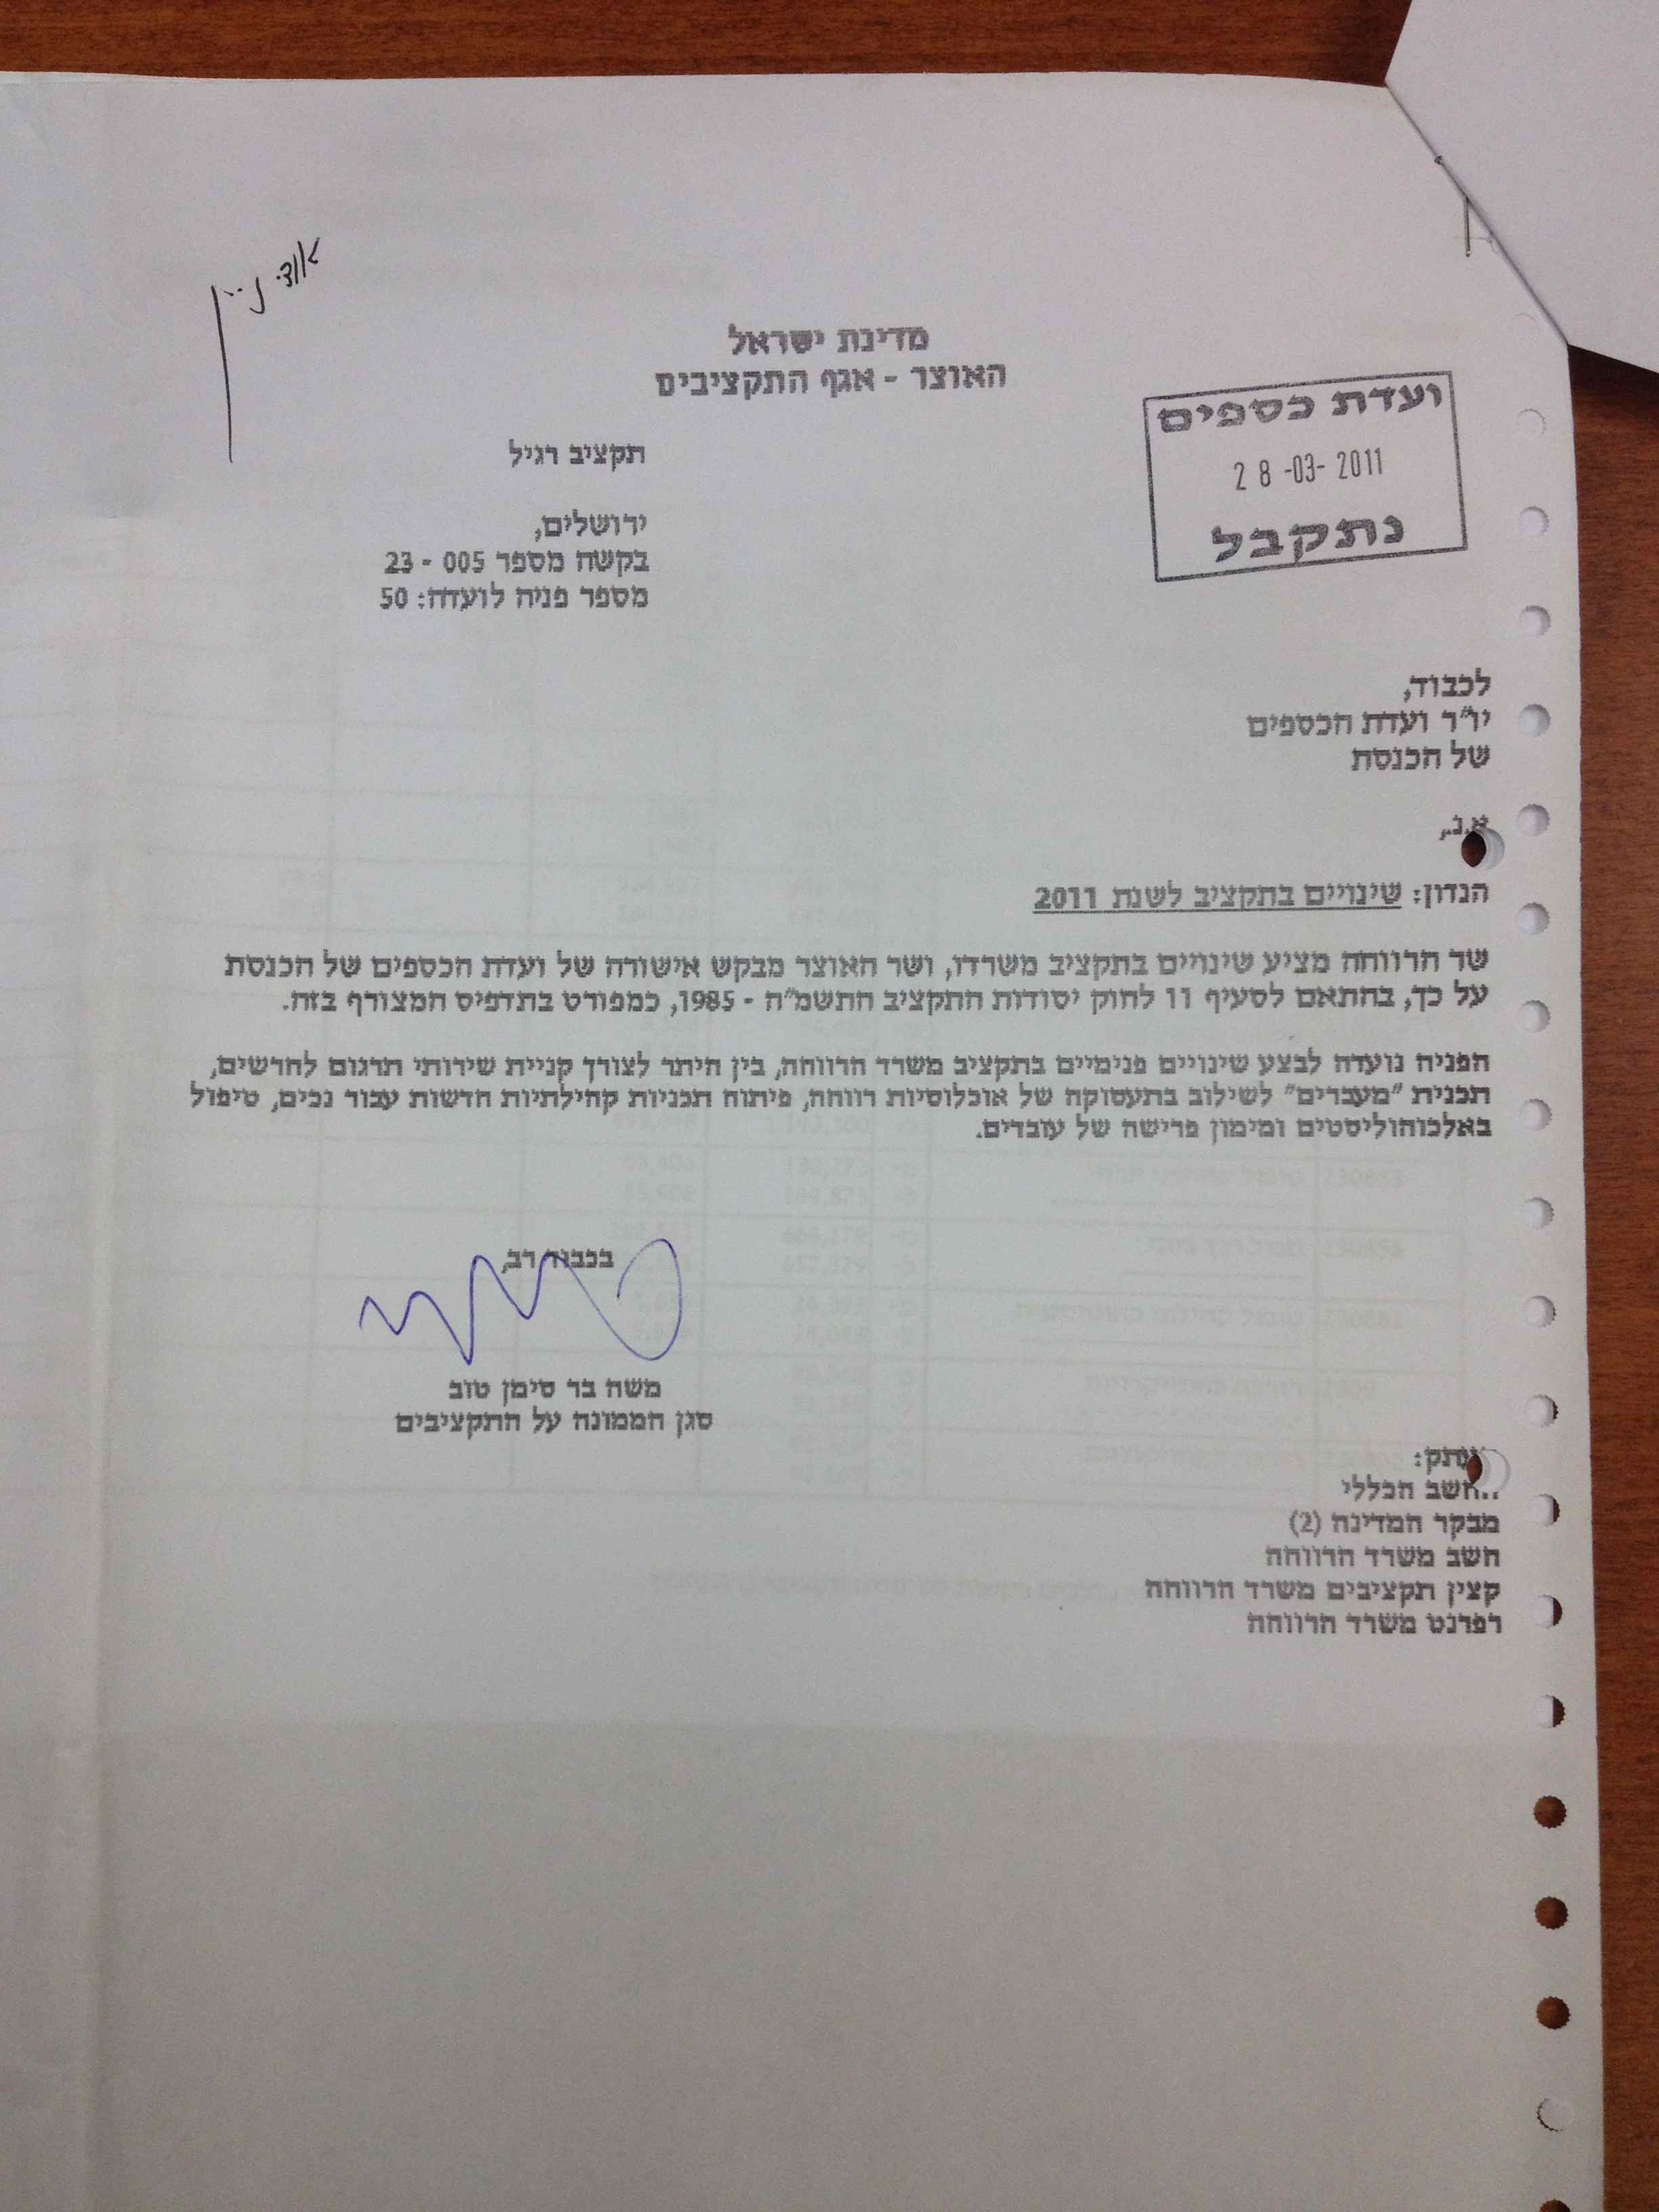 מדינת ישראל
האוצר - אגף התקציבים
ועדת כספים
28 -03- 2011
נתקבל
תקציב רגיל
ירושלים,
בקשה מספר 005 - 23
מספר פניה לועדה: 50
לכבוד,
יו"ר ועדת הכספים
של הכנסת
א.נ.,
הנדון: שינויים בתקציב לשנת 2011
שר הרווחה מציע שינויים בתקציב משרדו, ושר האוצר מבקש אישורה של ועדת הכספים של הכנסת
על כך, בהתאם לסעיף 11 לחוק יסודות התקציב התשמ"ה - 1985, כמפורט בתדפיס המצורף בזה.
הפניה נועדה לבצע שינויים פנימיים בתקציב משרד הרווחה, בין היתר לצורך קניית שירותי תרגום לחרשים,
תכנית "מעברים" לשילוב בתעסוקה של אוכלוסיות רווחה, פיתוח תכניות קהילתיות חדשות עבור נכים, טיפול
באלכוהוליסטים ומימון פרישה של עובדים.
בכבוד רב,
משה בר סימן טוב
סגן הממונה על התקציבים
העתק:
החשב הכללי
מבקר המדינה (2)
חשב משרד הרווחה
קצין תקציבים משרד הרווחה
רפרנט משרד הרווחה